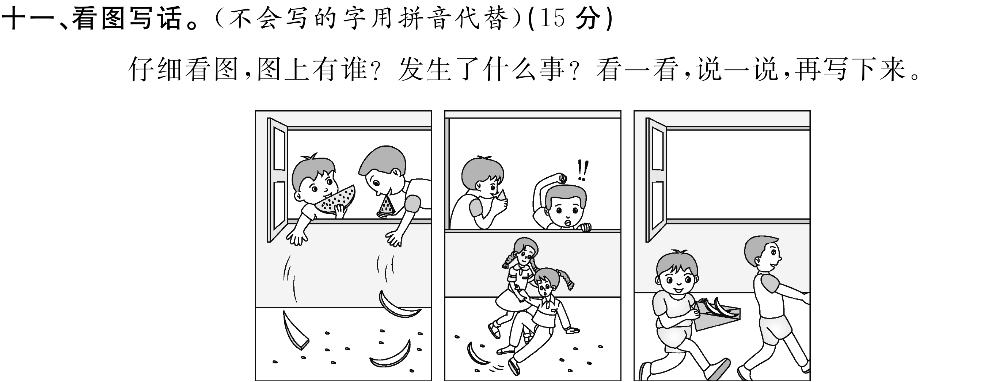 十一、看图写话。(不会写的字用拼音代替)(15 分)
仔细看图,图上有谁? 发生了什么事? 看一看,说一说,再写下来。
!!